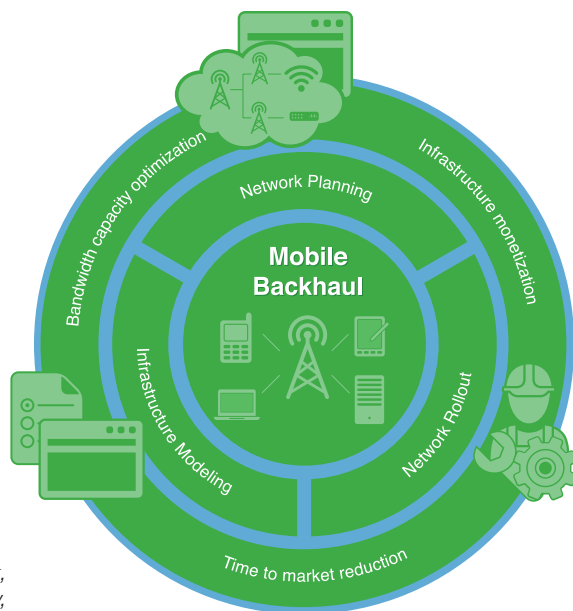 Bandwidth capacity optimization
Infrastructure monetization
Network Planning
Mobile
Backhaul
Infrastructure Modeling
Network Rollout
Time to market reduction